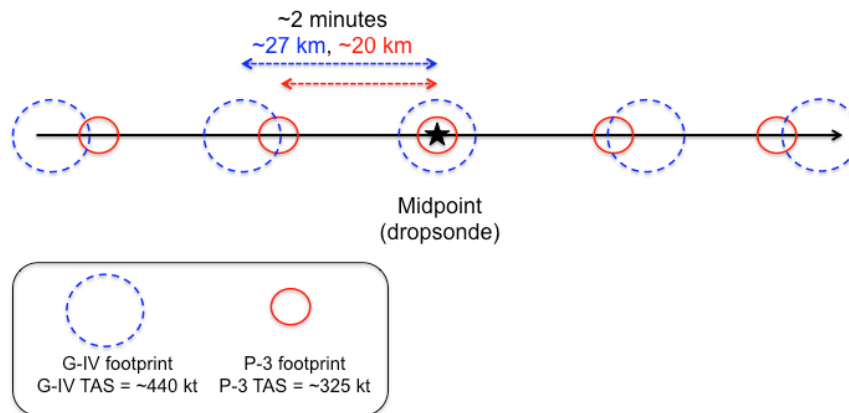 ~2 minutes
~27 km, ~20 km
Midpoint
(dropsonde)
G-IV footprint
G-IV TAS = ~440 kt
P-3 footprint
P-3 TAS = ~325 kt